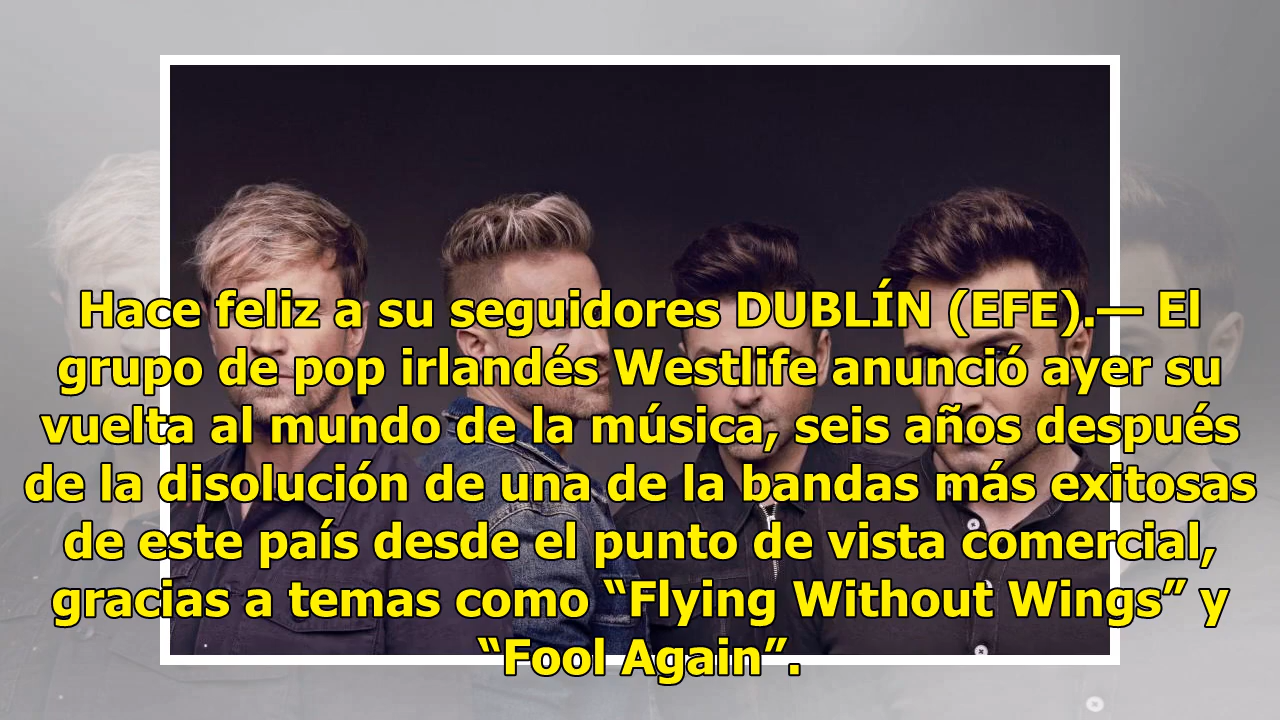 Hace feliz a su seguidores DUBLÍN (EFE).— El
grupo de pop irlandés Westlife anunció ayer su
vuelta al mundo de la música, seis años después
de la disolución de una de la bandas más exitosas
de este país desde el punto de vista comercial,
gracias a temas como “Flying Without Wings” y
“Fool Again”.